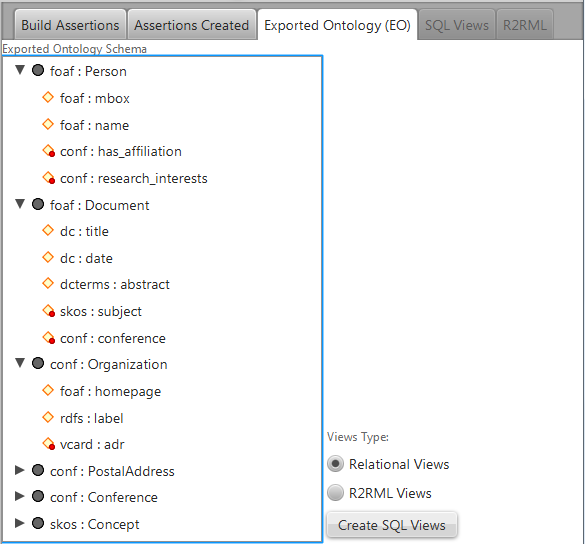 Build Assertions Assertions Created Exported Ontology (EO) SQL Views R2RML
Exported Ontology Schema
foaf : Person
foaf : mbox
foaf : name
conf : has_affiliation
conf : research_interests
foaf : Document
dc : title
dc : date
dcterms : abstract
skos : subject
conf : conference
conf : Organization
foaf : homepage
rdfs : label
vcard : adr
conf : PostalAddress
conf : Conference
skos : Concept
Views Type:
Relational Views
R2RML Views
Create SQL Views